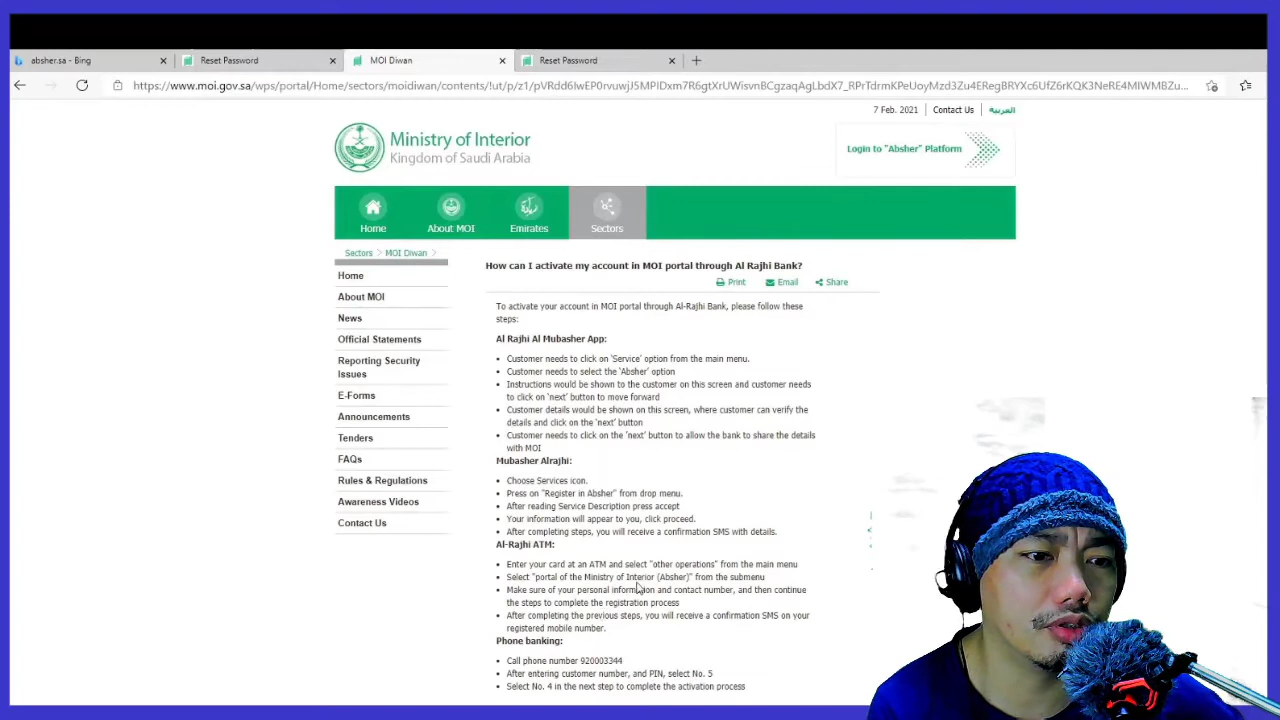 absher.sa - Bing
Reset Password
MOI Diwan
Reset Password
7 Feb. 2021
Contact Us
العربية
Ministry of Interior
Kingdom of Saudi Arabia
Login to "Absher" Platform
Home
About MOI
Emirates
Sectors
Sectors
MOI Diwan
Home
About MOI
News
Official Statements
Reporting Security
Issues
E-Forms
Announcements
Tenders
FAQs
Rules & Regulations
Awareness Videos
Contact Us
How can I activate my account in MOI portal through Al Rajhi Bank?
Print
Email
Share
To activate your account in MOI portal through Al-Rajhi Bank, please follow these
steps:
Al Rajhi Al Mubasher App:
• Customer needs to click on 'Service' option from the main menu.
• Customer needs to select the 'Absher' option
• Instructions would be shown to the customer on this screen and customer needs
to click on 'next' button to move forward
• Customer details would be shown on this screen, where customer can verify the
details and click on the 'next' button
• Customer needs to click on the 'next' button to allow the bank to share the details
with MOI
Mubasher Alrajhi:
• Choose Services icon.
• Press on "Register in Absher" from drop menu.
• After reading Service Description press accept
• Your information will appear to you, click proceed.
• After completing steps, you will receive a confirmation SMS with details.
Al-Rajhi ATM:
• Enter your card at an ATM and select "other operations" from the main menu
• Select "portal of the Ministry of Interior (Absher)" from the submenu
• Make sure of your personal information and contact number, and then continue
the steps to complete the registration process
• After completing the previous steps, you will receive a confirmation SMS on your
registered mobile number.
Phone banking:
• Call phone number 920003344
• After entering customer number, and PIN, select No. 5
• Select No. 4 in the next step to complete the activation process